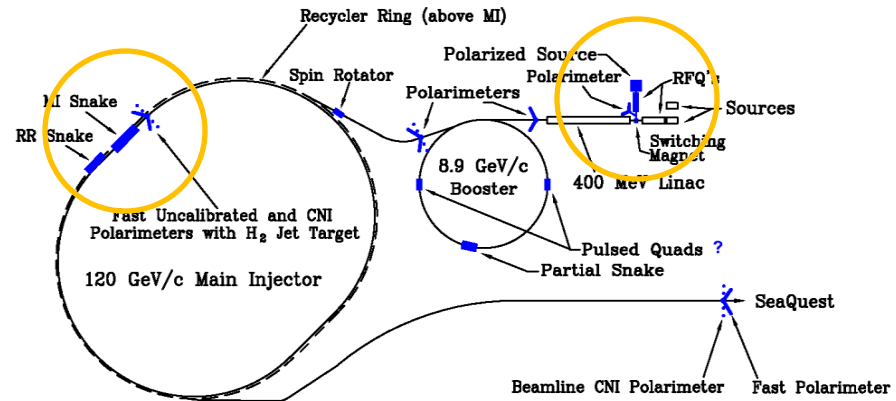 Recycler Ring (above MI)
Polarized Source
Spin Rotator
Polarimeter
RFQ's
MI Snake
Polarimeters
Sources
RR Snake
Switching
Magnet
8.9 GeV/c
Booster
400 MeV Linac
Fast Uncalibrated and CNI
Polarimeters with H₂ Jet Target
Pulsed Quads ?
Partial Snake
120 GeV/c Main Injector
SeaQuest
Beamline CNI Polarimeter
Fast Polarimeter